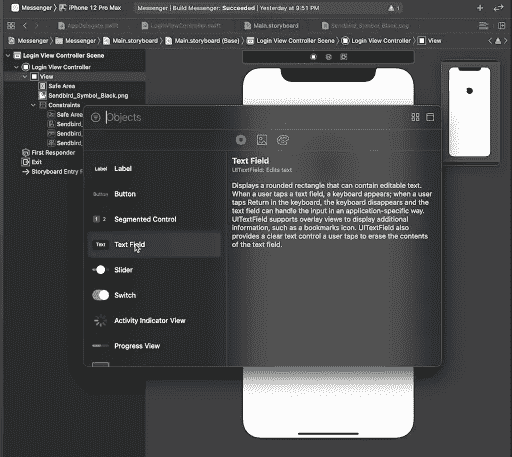 Messenger 〉 iPhone 12 Pro Max
Messenger | Build Messenger: Succeeded | Yesterday at 9:51 PM
1
AppDelegate.swift
LoginViewController.swift
Main.storyboard
Sendbird_Symbol_Black.png
Messenger 〉 Messenger 〉 Main.storyboard 〉 Main.storyboard (Base) 〉 Login View Controller Scene 〉 Login View Controller 〉 View
Login View Controller Scene
Login View Controller
View
Safe Area
Sendbird_Symbol_Black.png
Constraints
Safe Area
Sendbird_
Sendbird_
Sendbird_
First Responder
Exit
Storyboard Entry P
Objects
Label Label
Button Button
1 2 Segmented Control
Text Text Field
Slider
Switch
Activity Indicator View
Progress View
Text Field
UITextField: Edits text
Displays a rounded rectangle that can contain editable text.
When a user taps a text field, a keyboard appears; when a user
taps Return in the keyboard, the keyboard disappears and the
text field can handle the input in an application-specific way.
UITextField supports overlay views to display additional
information, such as a bookmarks icon. UITextField also
provides a clear text control a user taps to erase the contents
of the text field.